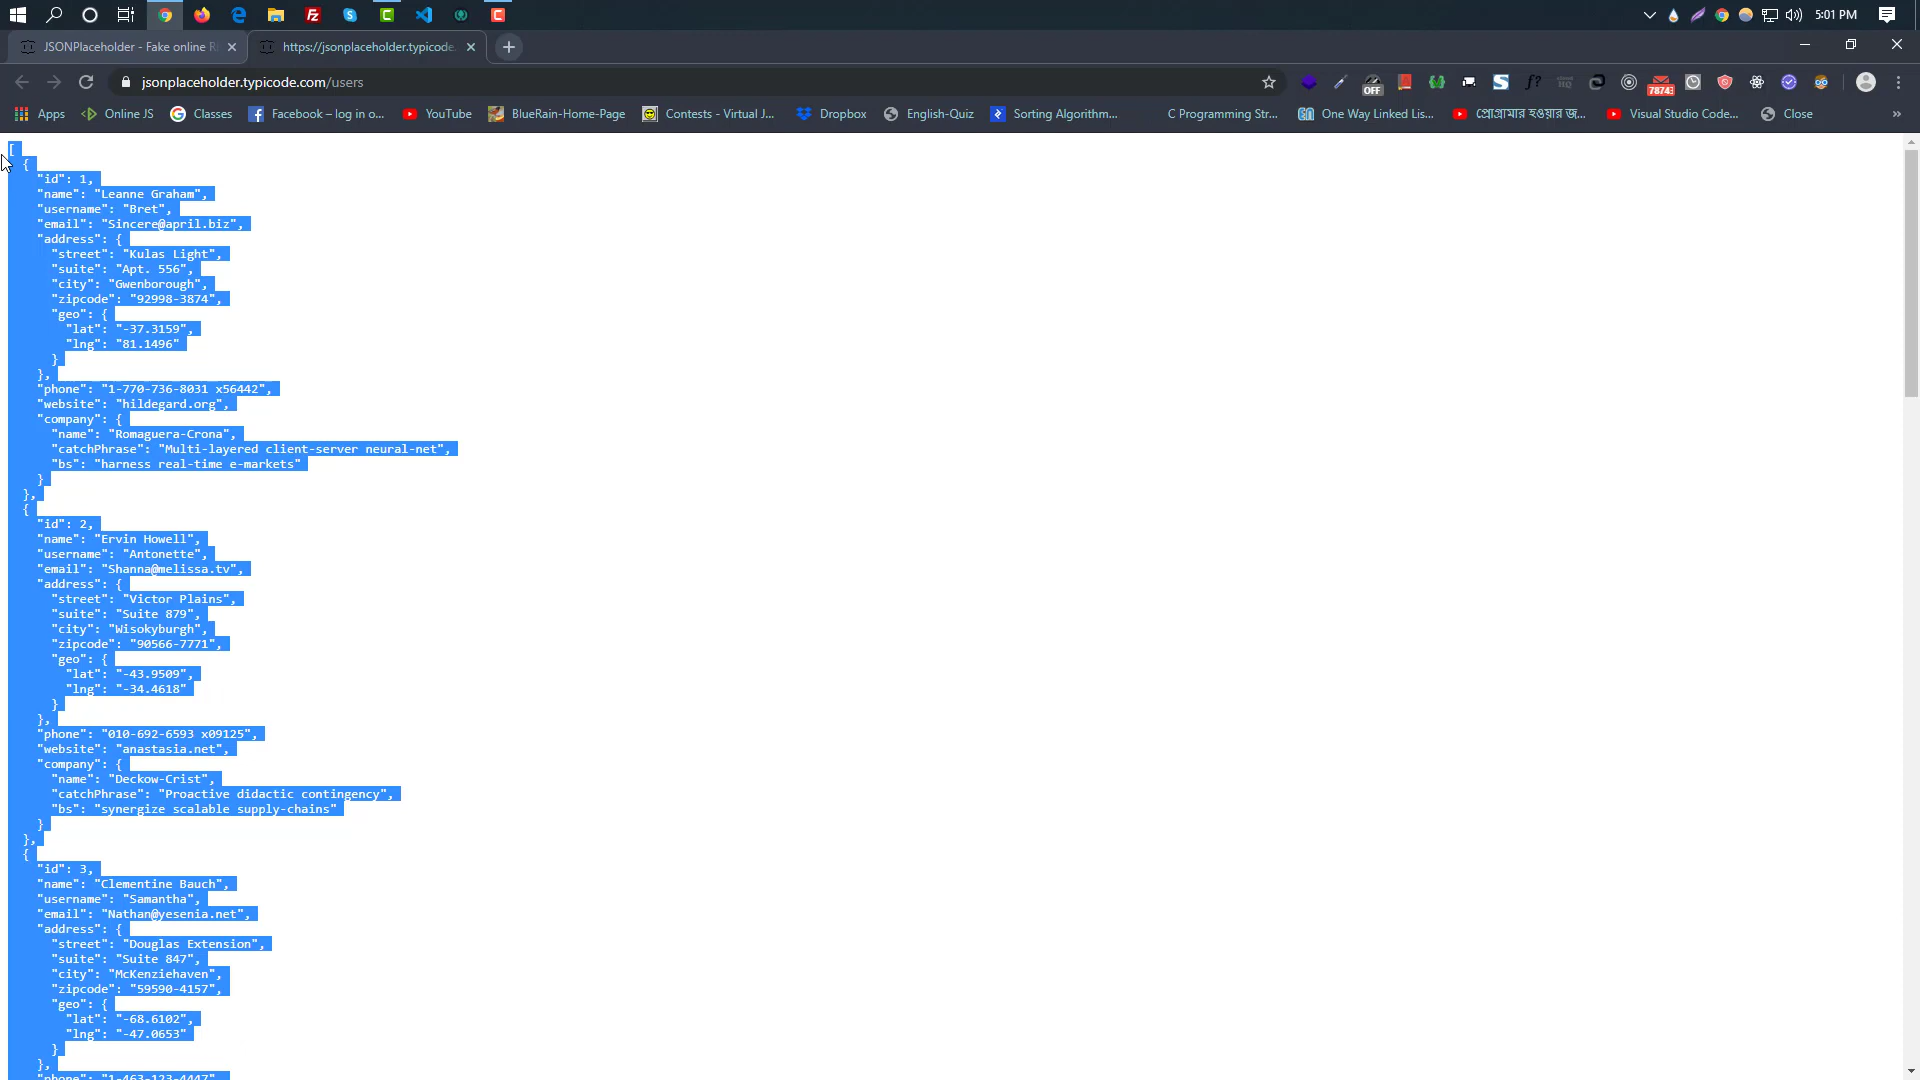 5:01 PM
JSONPlaceholder - Fake online R
https://jsonplaceholder.typicode.
jsonplaceholder.typicode.com/users
OFF
78743
Apps
Online JS
Classes
Facebook – log in o...
YouTube
BlueRain-Home-Page
Contests - Virtual J...
Dropbox
English-Quiz
Sorting Algorithm...
C Programming Str...
One Way Linked Lis...
প্রোগ্রামার হওয়ার জ...
Visual Studio Code...
Close
»
[
{
"id": 1,
"name": "Leanne Graham",
"username": "Bret",
"email": "Sincere@april.biz",
"address": {
"street": "Kulas Light",
"suite": "Apt. 556",
"city": "Gwenborough",
"zipcode": "92998-3874",
"geo": {
"lat": "-37.3159",
"lng": "81.1496"
}
},
"phone": "1-770-736-8031 x56442",
"website": "hildegard.org",
"company": {
"name": "Romaguera-Crona",
"catchPhrase": "Multi-layered client-server neural-net",
"bs": "harness real-time e-markets"
}
},
{
"id": 2,
"name": "Ervin Howell",
"username": "Antonette",
"email": "Shanna@melissa.tv",
"address": {
"street": "Victor Plains",
"suite": "Suite 879",
"city": "Wisokyburgh",
"zipcode": "90566-7771",
"geo": {
"lat": "-43.9509",
"lng": "-34.4618"
}
},
"phone": "010-692-6593 x09125",
"website": "anastasia.net",
"company": {
"name": "Deckow-Crist",
"catchPhrase": "Proactive didactic contingency",
"bs": "synergize scalable supply-chains"
}
},
{
"id": 3,
"name": "Clementine Bauch",
"username": "Samantha",
"email": "Nathan@yesenia.net",
"address": {
"street": "Douglas Extension",
"suite": "Suite 847",
"city": "McKenziehaven",
"zipcode": "59590-4157",
"geo": {
"lat": "-68.6102",
"lng": "-47.0653"
}
},
"phone": "1-463-123-4447",